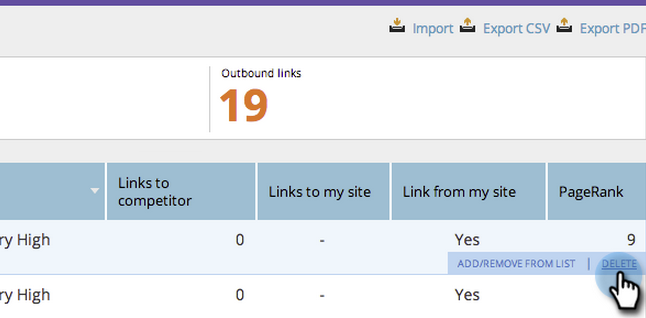 Import Export CSV Export PDF
Outbound links
19
Links to competitor
Links to my site
Link from my site
PageRank
ry High 0 - Yes 9
ADD/REMOVE FROM LIST | DELETE
ry High 0 - Yes